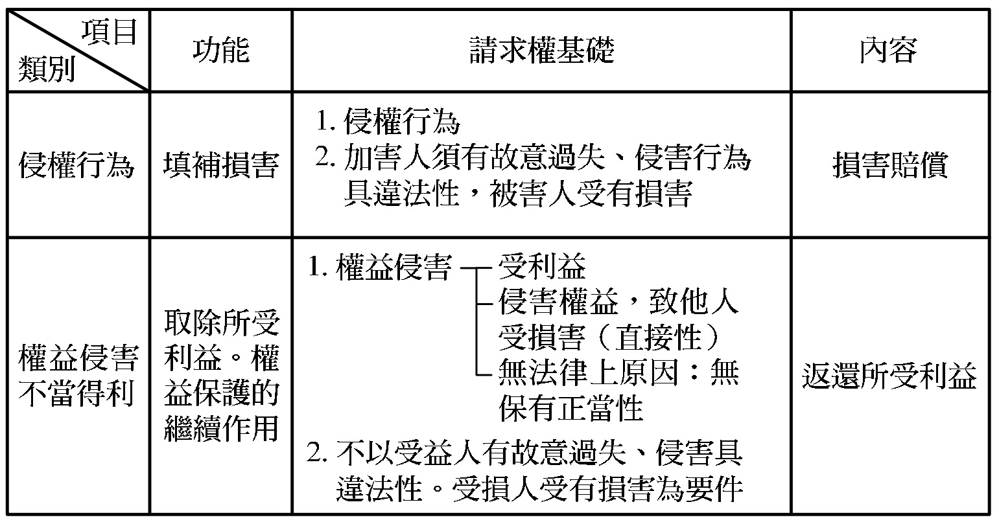 項目
類別
功能
請求權基礎
內容
侵權行為
填補損害
1. 侵權行為
2. 加害人須有故意過失、侵害行為
具違法性，被害人受有損害
損害賠償
權益侵害
不當得利
取除所受
利益。權
益保護的
繼續作用
1. 權益侵害
受利益
侵害權益，致他人
受損害（直接性）
無法律上原因：無
保有正當性
2. 不以受益人有故意過失、侵害具
違法性。受損人受有損害為要件
返還所受利益